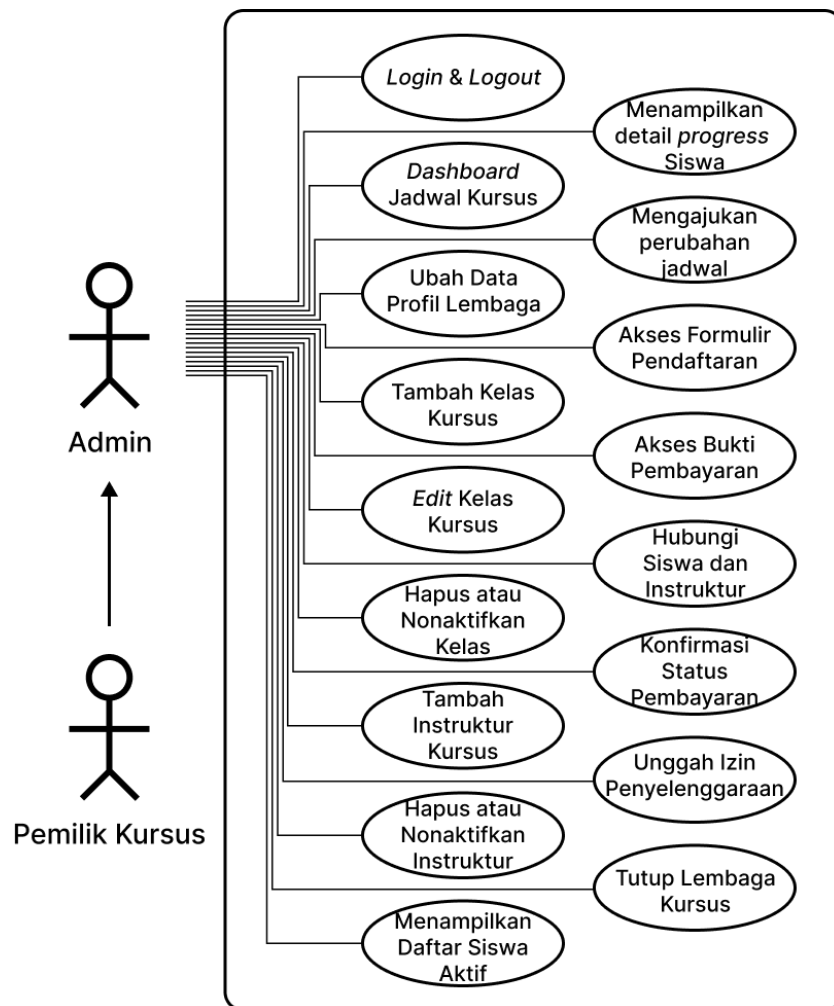 Login & Logout
Menampilkan
detail progress
Siswa
Dashboard
Jadwal Kursus
Mengajukan
perubahan
jadwal
Ubah Data
Profil Lembaga
Akses Formulir
Pendaftaran
Tambah Kelas
Kursus
Admin
Akses Bukti
Pembayaran
Edit Kelas
Kursus
Hubungi
Siswa dan
Instruktur
Hapus atau
Nonaktifkan
Kelas
Konfirmasi
Status
Pembayaran
Tambah
Instruktur
Kursus
Unggah Izin
Penyelenggaraan
Pemilik Kursus
Hapus atau
Nonaktifkan
Instruktur
Tutup Lembaga
Kursus
Menampilkan
Daftar Siswa
Aktif